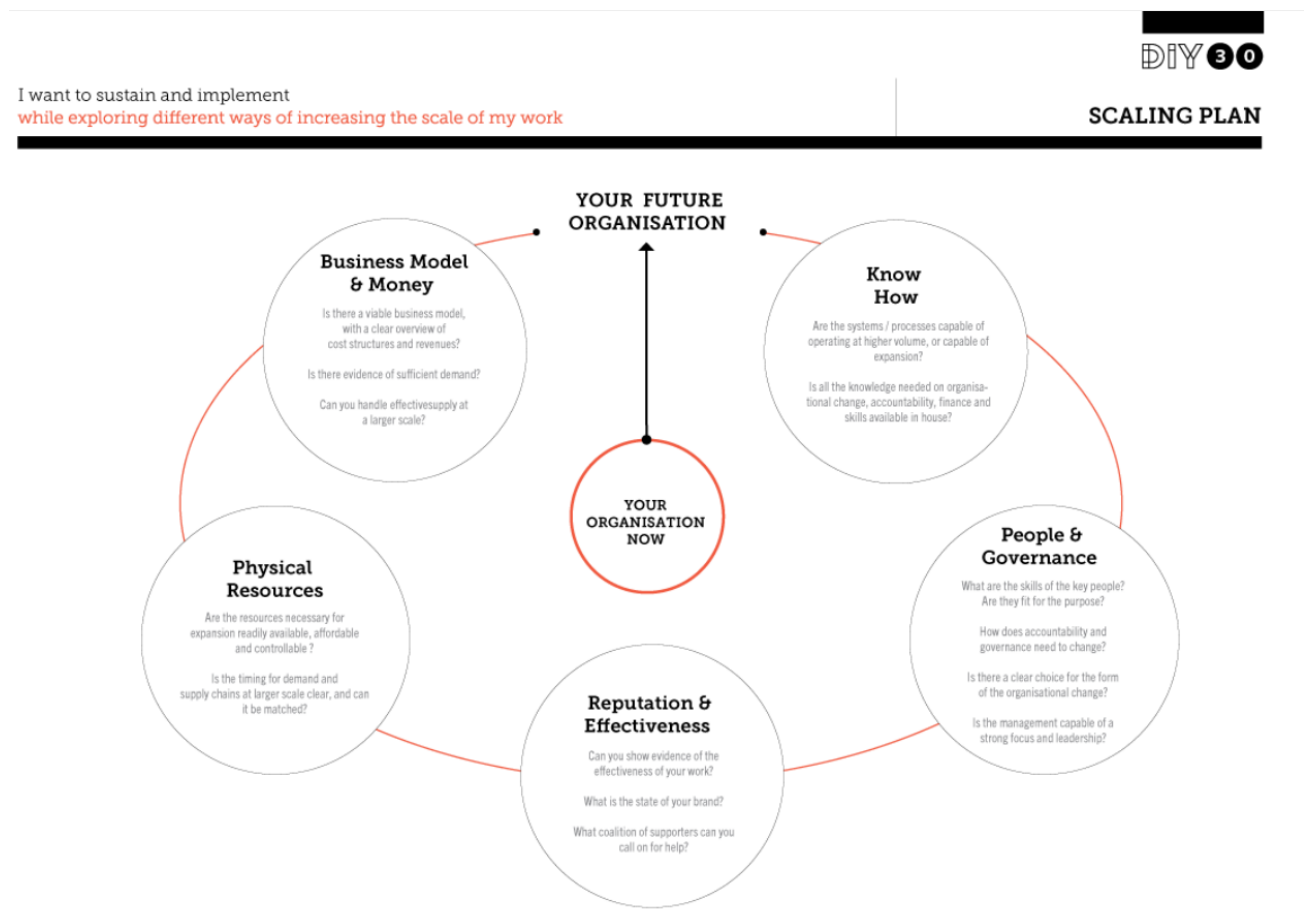 DIY 30
I want to sustain and implement
while exploring different ways of increasing the scale of my work
SCALING PLAN
YOUR FUTURE
ORGANISATION
Business Model
& Money
Is there a viable business model,
with a clear overview of
cost structures and revenues?
Is there evidence of sufficient demand?
Can you handle effectivesupply at
a larger scale?
Know
How
Are the systems / processes capable of
operating at higher volume, or capable of
expansion?
Is all the knowledge needed on organisa-
tional change, accountability, finance and
skills available in house?
YOUR
ORGANISATION
NOW
Physical
Resources
Are the resources necessary for
expansion readily available, affordable
and controllable ?
Is the timing for demand and
supply chains at larger scale clear, and can
it be matched?
People &
Governance
What are the skills of the key people?
Are they fit for the purpose?
How does accountability and
governance need to change?
Is there a clear choice for the form
of the organisational change?
Is the management capable of a
strong focus and leadership?
Reputation &
Effectiveness
Can you show evidence of the
effectiveness of your work?
What is the state of your brand?
What coalition of supporters can you
call on for help?